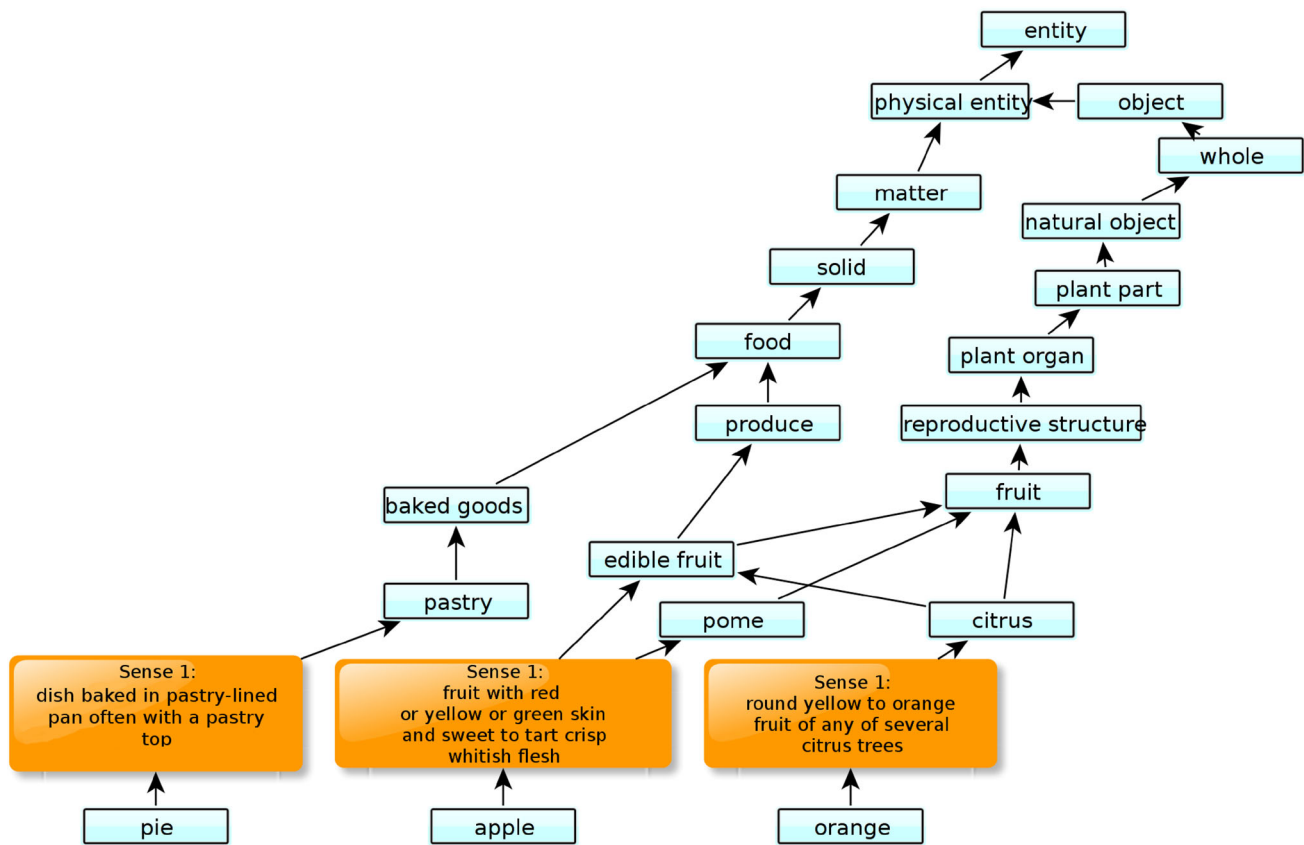 entity
physical entity
object
whole
matter
natural object
solid
plant part
food
plant organ
produce
reproductive structure
fruit
baked goods
edible fruit
pastry
pome
citrus
Sense 1:
dish baked in pastry-lined
pan often with a pastry
top
Sense 1:
fruit with red
or yellow or green skin
and sweet to tart crisp
whitish flesh
Sense 1:
round yellow to orange
fruit of any of several
citrus trees
pie
apple
orange